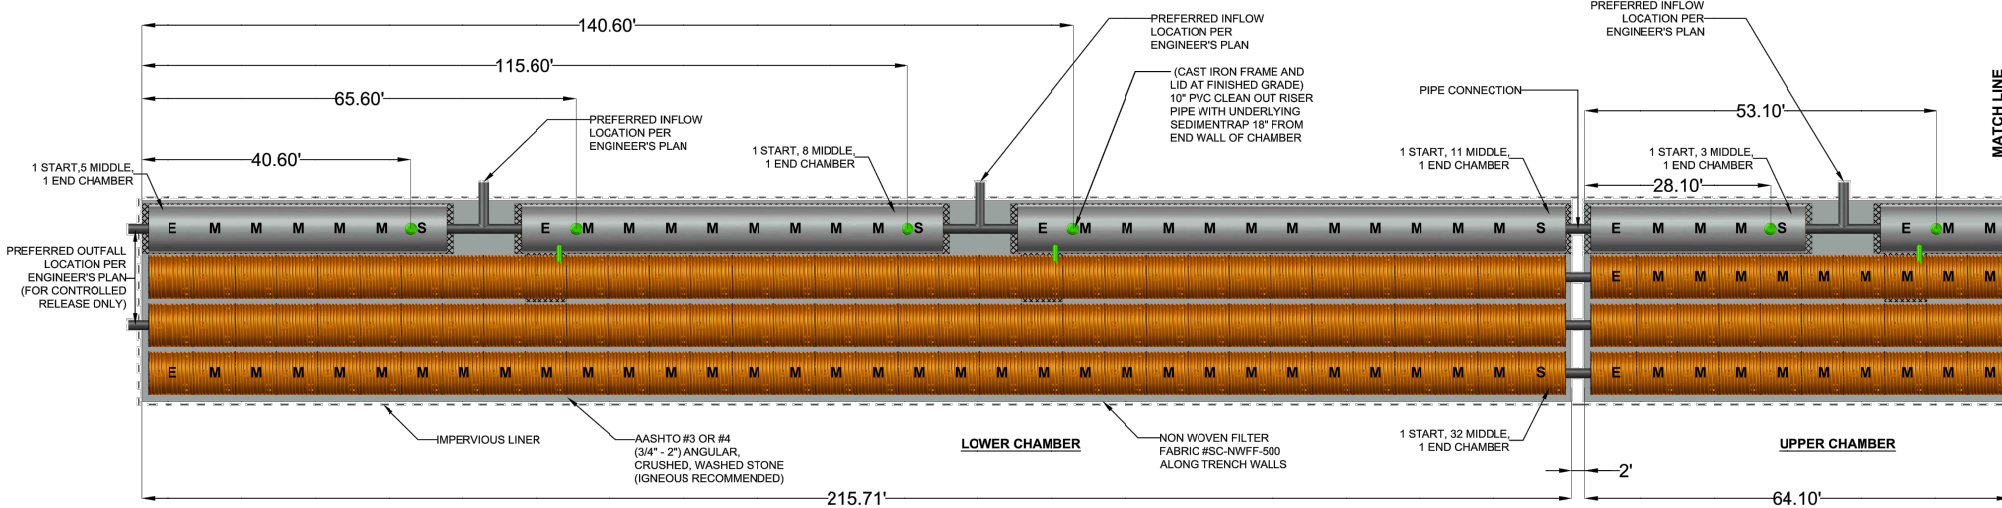 140.60'
115.60'
65.60'
40.60'
1 START,5 MIDDLE,
1 END CHAMBER
PREFERRED INFLOW
LOCATION PER
ENGINEER'S PLAN
1 START, 8 MIDDLE,
1 END CHAMBER
PREFERRED INFLOW
LOCATION PER
ENGINEER'S PLAN
(CAST IRON FRAME AND
LID AT FINISHED GRADE)
10" PVC CLEAN OUT RISER
PIPE WITH UNDERLYING
SEDIMENTRAP 18" FROM
END WALL OF CHAMBER
PIPE CONNECTION
1 START, 11 MIDDLE,
1 END CHAMBER
PREFERRED INFLOW
LOCATION PER
ENGINEER'S PLAN
53.10'
1 START, 3 MIDDLE,
1 END CHAMBER
28.10'
MATCH LINE
E M M M M M S
E M M M M M M M M S
E M M M M M M M M M M M S
E M M M S
E M M
PREFERRED OUTFALL
LOCATION PER
ENGINEER'S PLAN
(FOR CONTROLLED
RELEASE ONLY)
E M M M M M M M M M
E M M M M M M M M M M M M M M M M M M M M M M M M M M M M M M M M S
E M M M M M M M M M
IMPERVIOUS LINER
AASHTO #3 OR #4
(3/4" - 2") ANGULAR,
CRUSHED, WASHED STONE
(IGNEOUS RECOMMENDED)
LOWER CHAMBER
NON WOVEN FILTER
FABRIC #SC-NWFF-500
ALONG TRENCH WALLS
1 START, 32 MIDDLE,
1 END CHAMBER
UPPER CHAMBER
2'
215.71'
64.10'